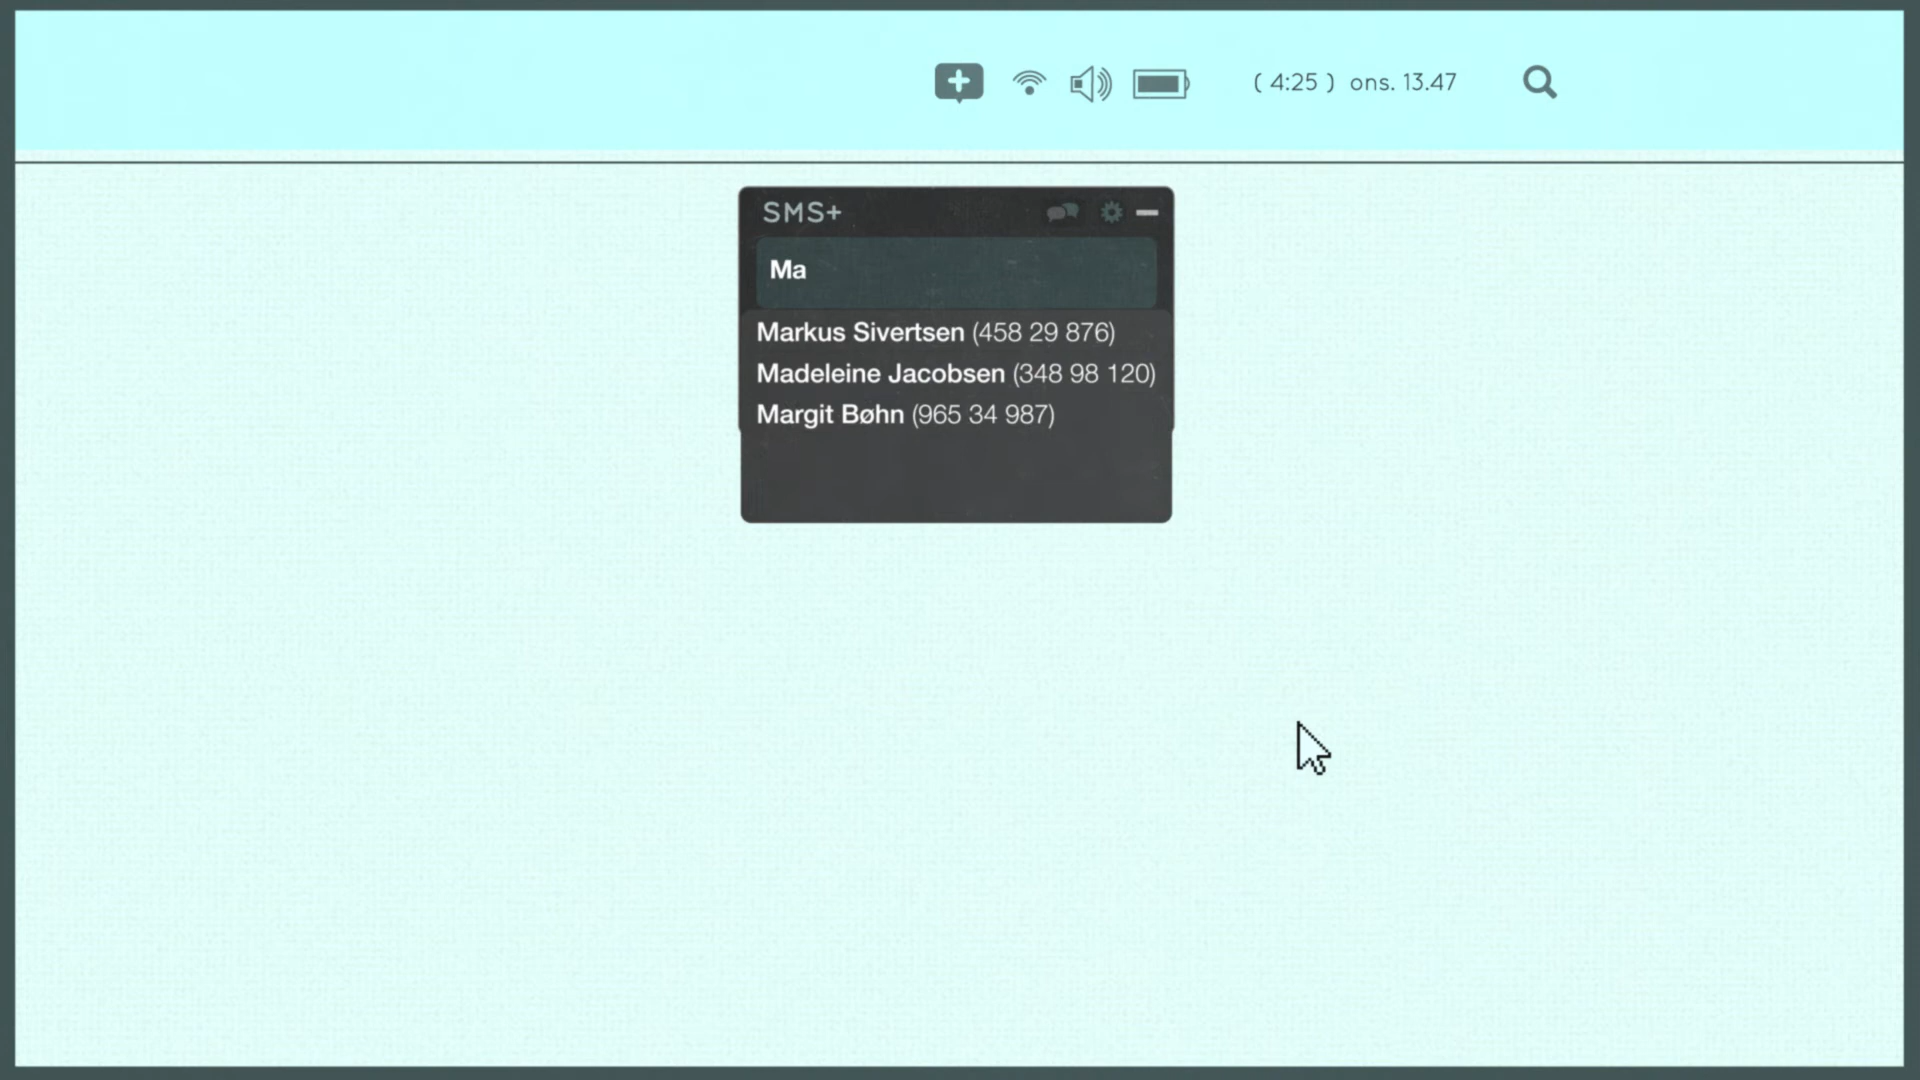 ( 4:25 ) ons. 13.47
SMS+
Ma
Markus Sivertsen (458 29 876)
Madeleine Jacobsen (348 98 120)
Margit Bøhn (965 34 987)